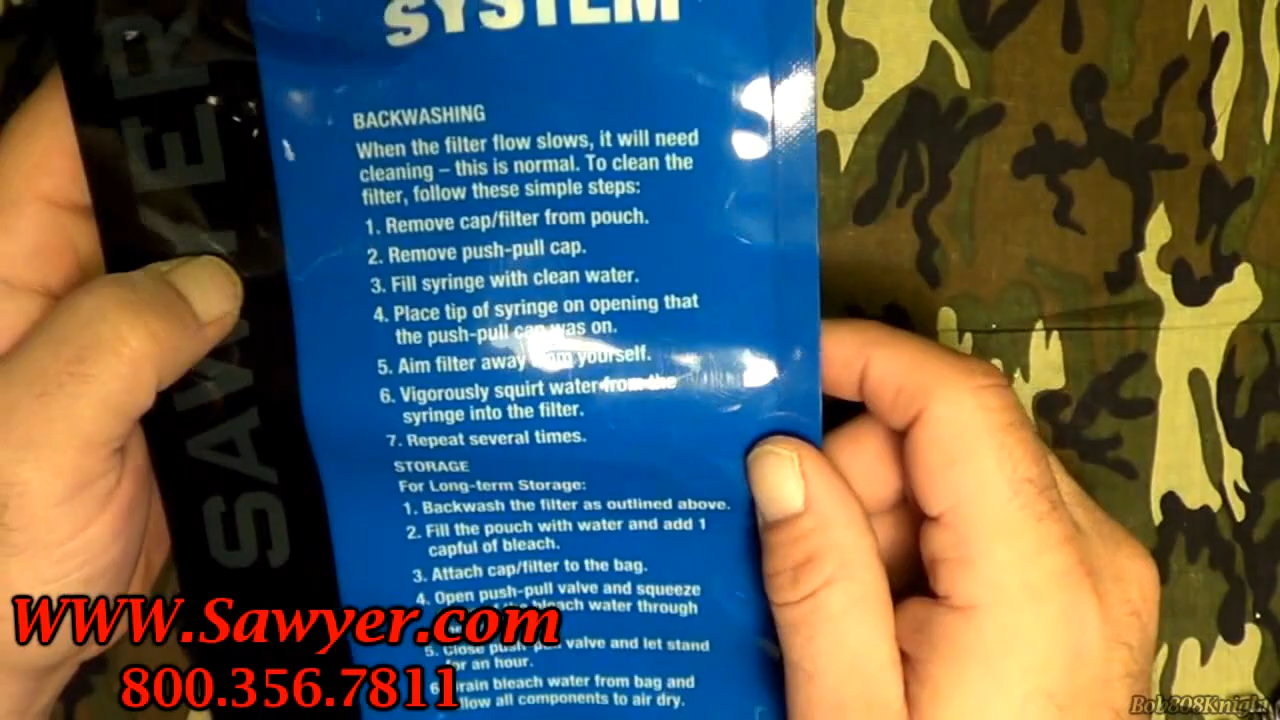 SYSTEM
SAWYER
BACKWASHING
When the filter flow slows, it will need
cleaning – this is normal. To clean the
filter, follow these simple steps:
1. Remove cap/filter from pouch.
2. Remove push-pull cap.
3. Fill syringe with clean water.
4. Place tip of syringe on opening that
the push-pull cap was on.
5. Aim filter away from yourself.
6. Vigorously squirt water from the
syringe into the filter.
7. Repeat several times.
STORAGE
For Long-term Storage:
1. Backwash the filter as outlined above.
2. Fill the pouch with water and add 1
capful of bleach.
3. Attach cap/filter to the bag.
4. Open push-pull valve and squeeze
bleach water through
5. Close push-pull valve and let stand
for an hour.
6. Drain bleach water from bag and
allow all components to air dry.
WWW.Sawyer.com
800.356.7811
Bob808Knight